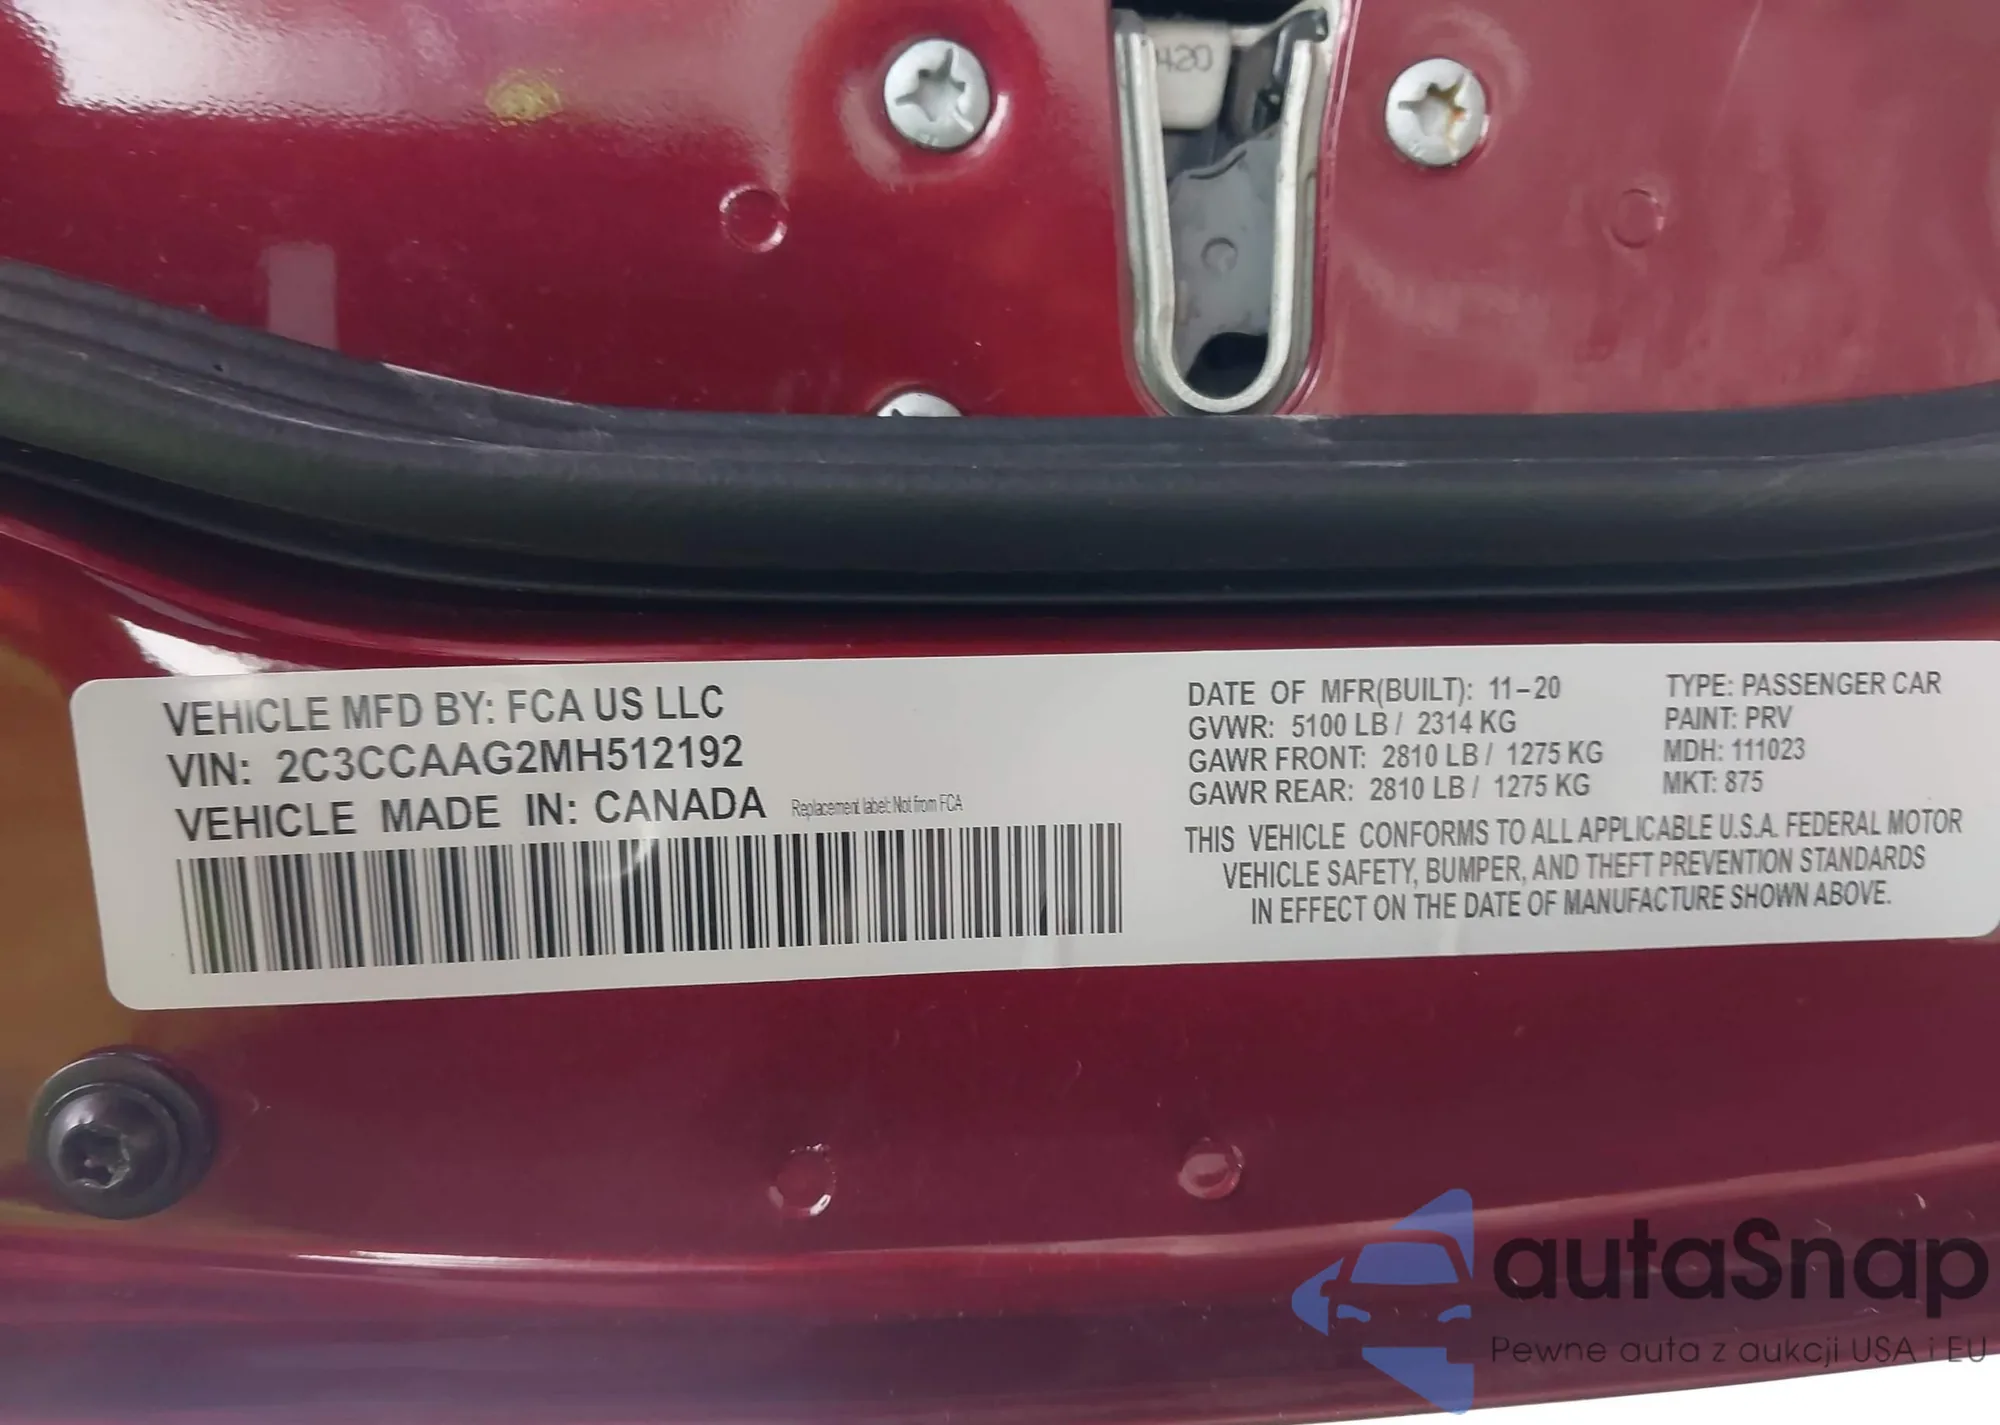 420
VEHICLE MFD BY: FCA US LLC
VIN: 2C3CCAAG2MH512192
VEHICLE MADE IN: CANADA
Replacement label: Not from FCA
DATE OF MFR(BUILT): 11-20
GVWR: 5100 LB / 2314 KG
GAWR FRONT: 2810 LB / 1275 KG
GAWR REAR: 2810 LB / 1275 KG
TYPE: PASSENGER CAR
PAINT: PRV
MDH: 111023
MKT: 875
THIS VEHICLE CONFORMS TO ALL APPLICABLE U.S.A. FEDERAL MOTOR
VEHICLE SAFETY, BUMPER, AND THEFT PREVENTION STANDARDS
IN EFFECT ON THE DATE OF MANUFACTURE SHOWN ABOVE.
autaSnap
Pewne auta z aukcji USA i EU